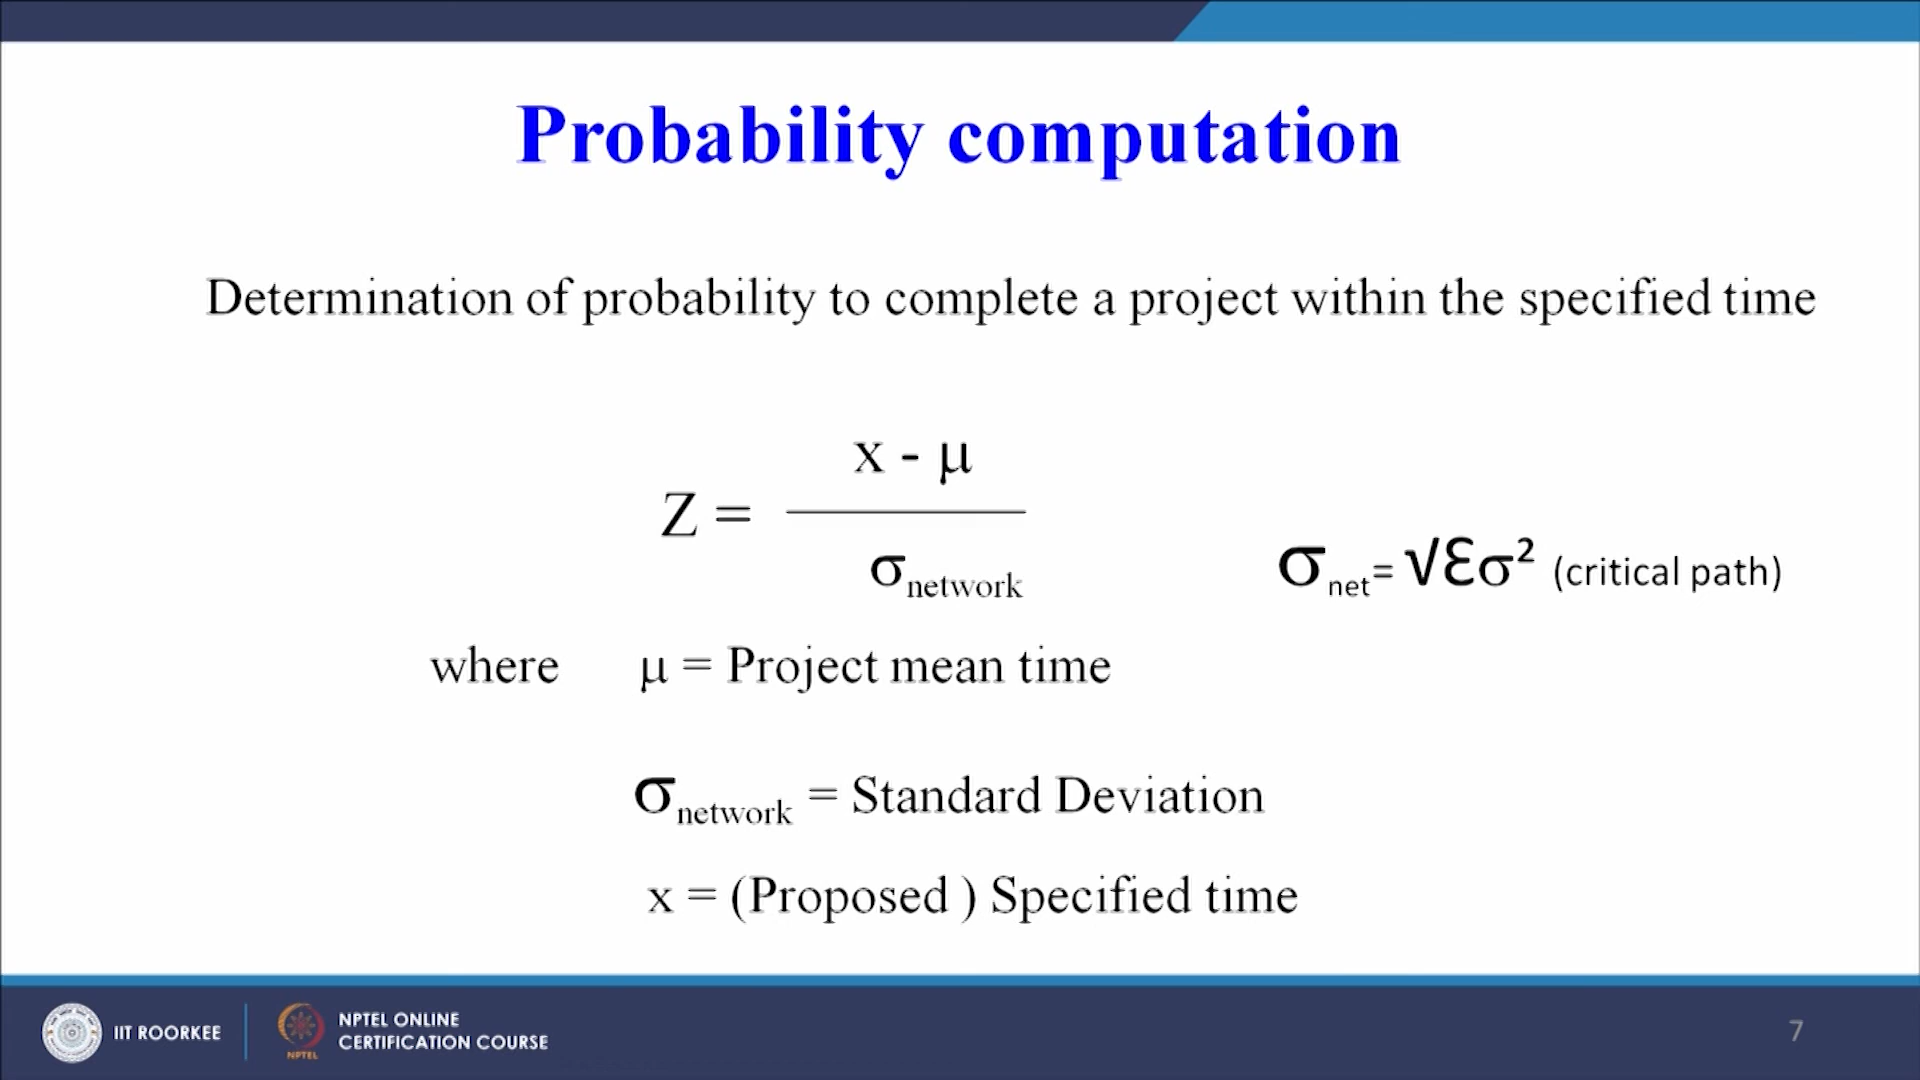 Probability computation
Determination of probability to complete a project within the specified time
x - μ
Z =
σnetwork
σnet= √Ɛσ² (critical path)
where μ = Project mean time
σnetwork = Standard Deviation
x = (Proposed ) Specified time
IIT ROORKEE
NPTEL
NPTEL ONLINE
CERTIFICATION COURSE
7